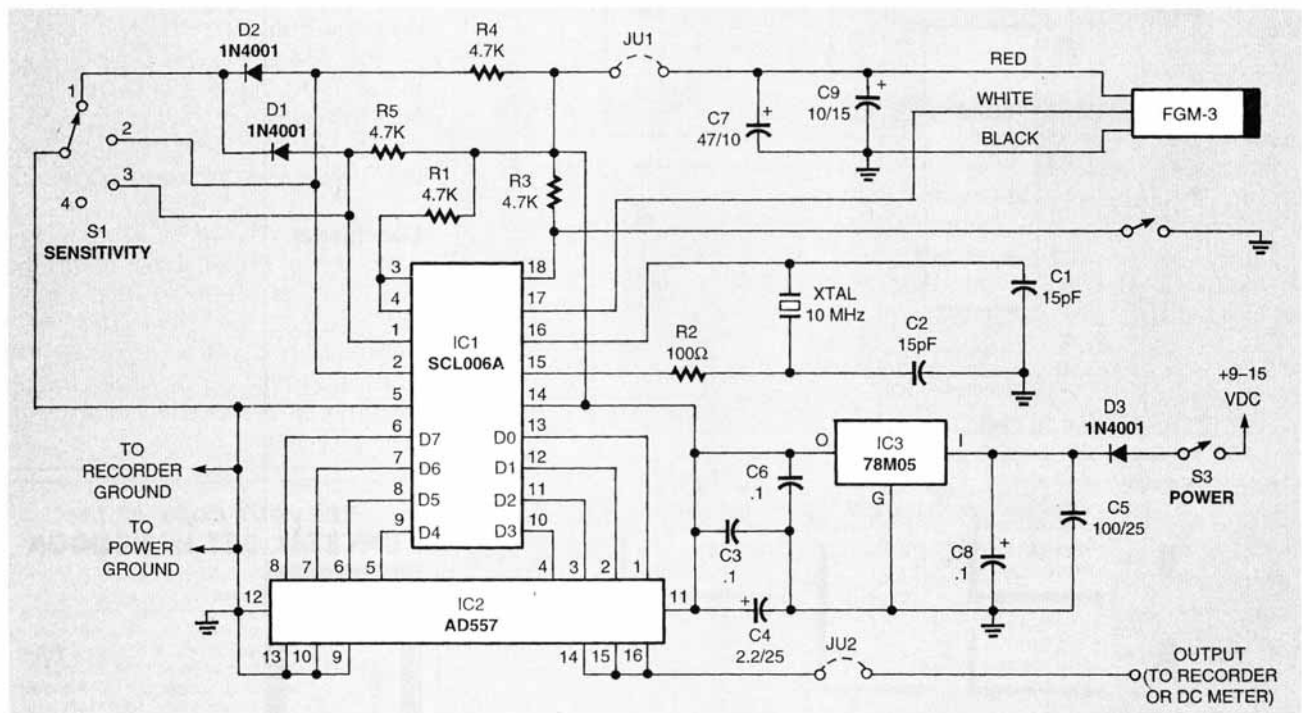 D2
1N4001
R4
4.7K
JU1
RED
1
D1
1N4001
R5
4.7K
C7
47/10
+
C9
10/15
+
WHITE
FGM-3
2
BLACK
3
R1
4.7K
R3
4.7K
4
S1
SENSITIVITY
3
18
4
17
1
16
2
15
5
14
6
13
7
12
8
11
9
10
IC1
SCL006A
D7
D0
D6
D1
D5
D2
D4
D3
XTAL
10 MHz
C1
15pF
R2
100Ω
C2
15pF
+9–15
VDC
D3
1N4001
S3
POWER
O
IC3
78M05
I
G
C6
.1
C3
.1
+
C4
2.2/25
C8
.1
+
C5
100/25
TO
RECORDER
GROUND
TO
POWER
GROUND
8
7
6
5
4
3
2
1
12
IC2
AD557
11
13
10
9
14
15
16
JU2
OUTPUT
(TO RECORDER
OR DC METER)